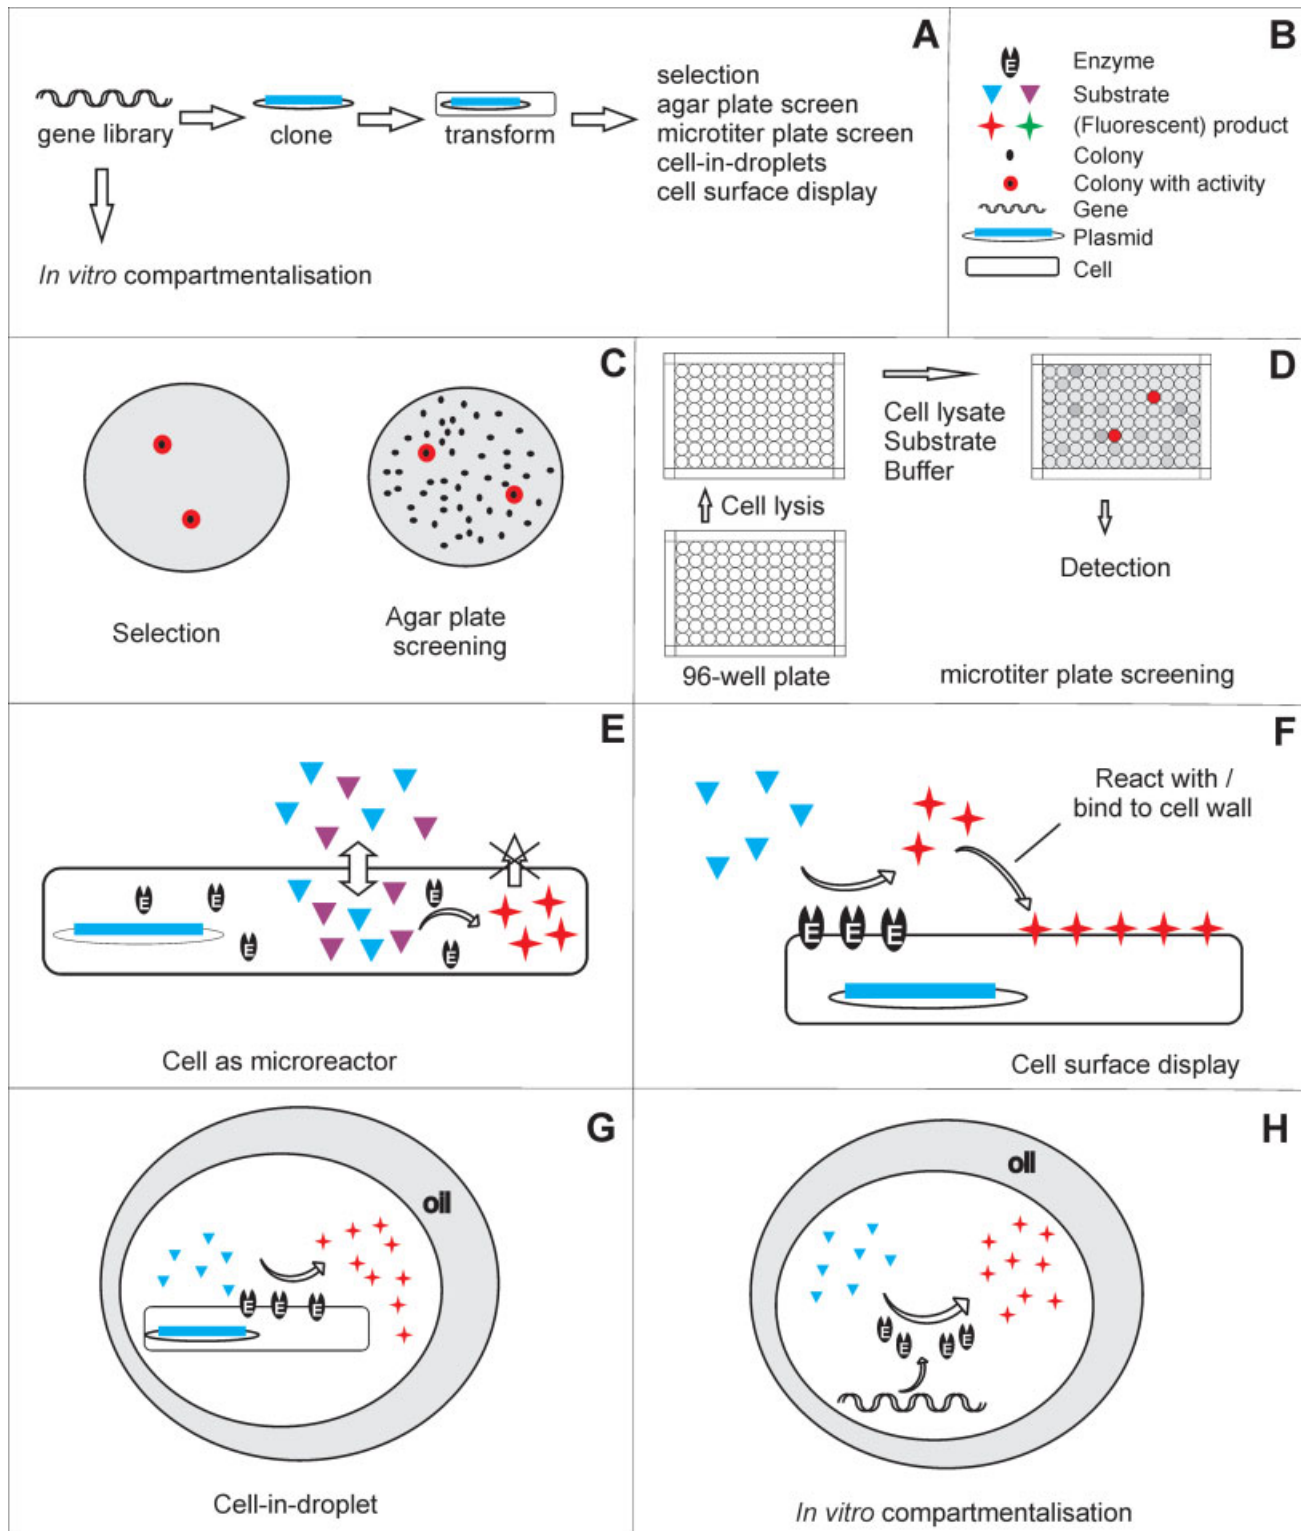 A
gene library
clone
transform
selection
agar plate screen
microtiter plate screen
cell-in-droplets
cell surface display
In vitro compartmentalisation
B
E
Enzyme
Substrate
(Fluorescent) product
Colony
Colony with activity
Gene
Plasmid
Cell
C
Selection
Agar plate
screening
D
Cell lysate
Substrate
Buffer
Cell lysis
Detection
96-well plate
microtiter plate screening
E
E
E
E
E
E
Cell as microreactor
F
React with /
bind to cell wall
E
E
E
Cell surface display
G
oil
E
E
E
Cell-in-droplet
H
oil
E
E
E
E
In vitro compartmentalisation